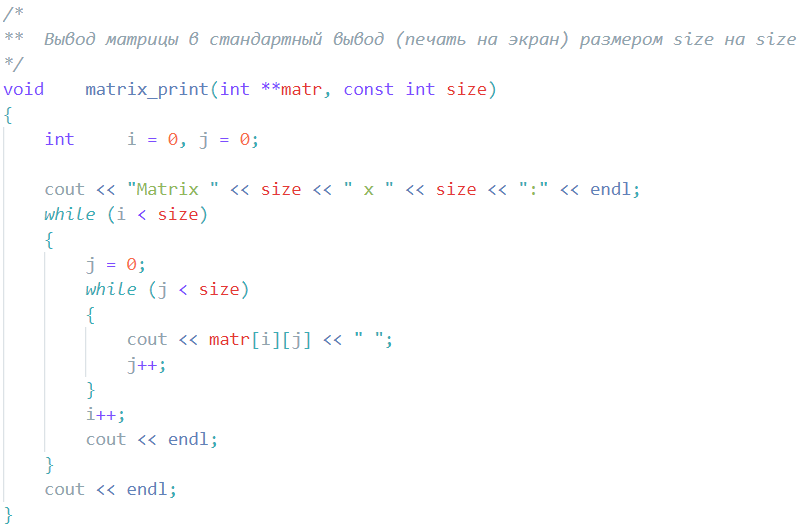 /*
**  Вывод матрицы в стандартный вывод (печать на экран) размером size на size
*/
void    matrix_print(int **matr, const int size)
{
    int     i = 0, j = 0;

    cout << "Matrix " << size << " x " << size << ":" << endl;
    while (i < size)
    {
        j = 0;
        while (j < size)
        {
            cout << matr[i][j] << " ";
            j++;
        }
        i++;
        cout << endl;
    }
    cout << endl;
}